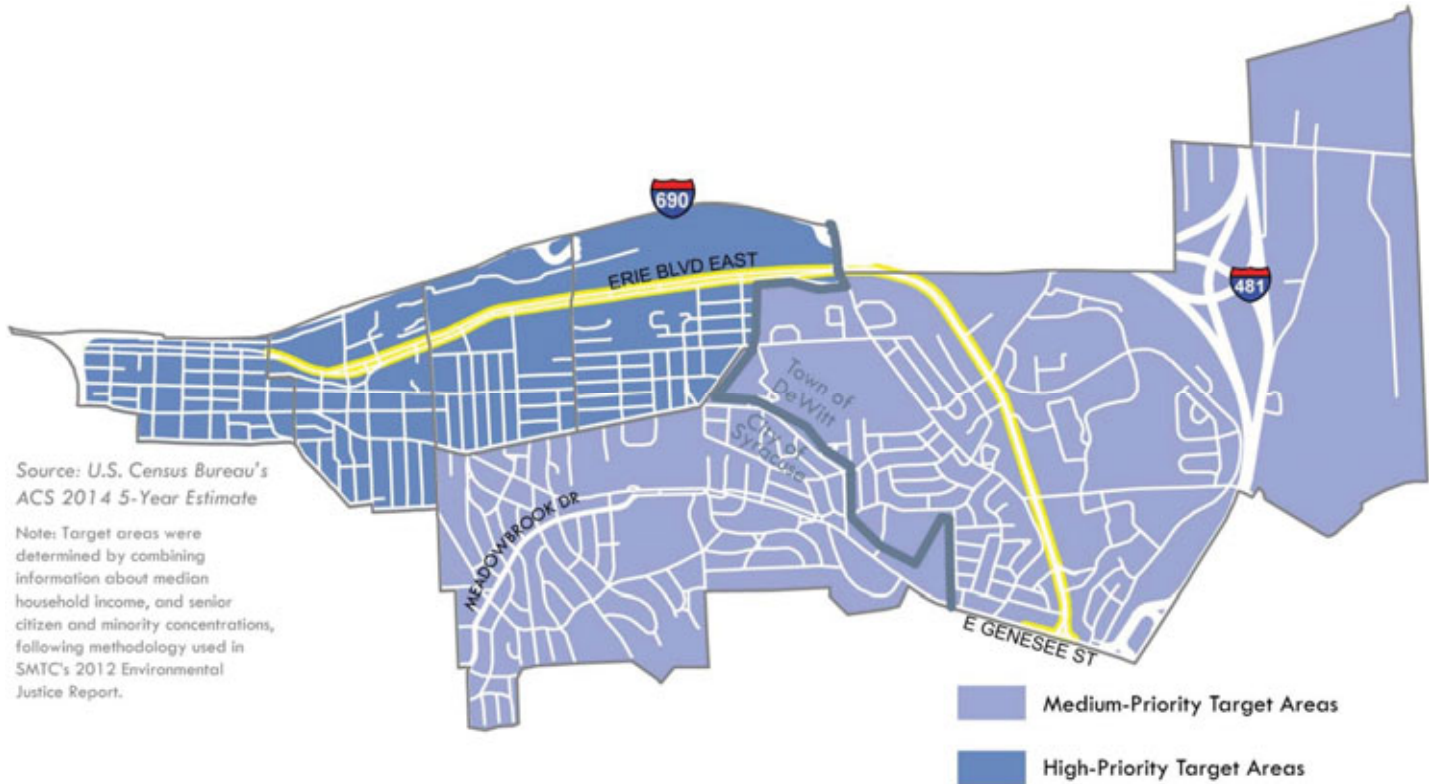 690
ERIE BLVD EAST
481
Town of
DeWitt
City of
Syracuse
Source: U.S. Census Bureau's
ACS 2014 5-Year Estimate
Note: Target areas were
determined by combining
information about median
household income, and senior
citizen and minority concentrations,
following methodology used in
SMTC's 2012 Environmental
Justice Report.
MEADOWBROOK DR
E GENESEE ST
Medium-Priority Target Areas
High-Priority Target Areas